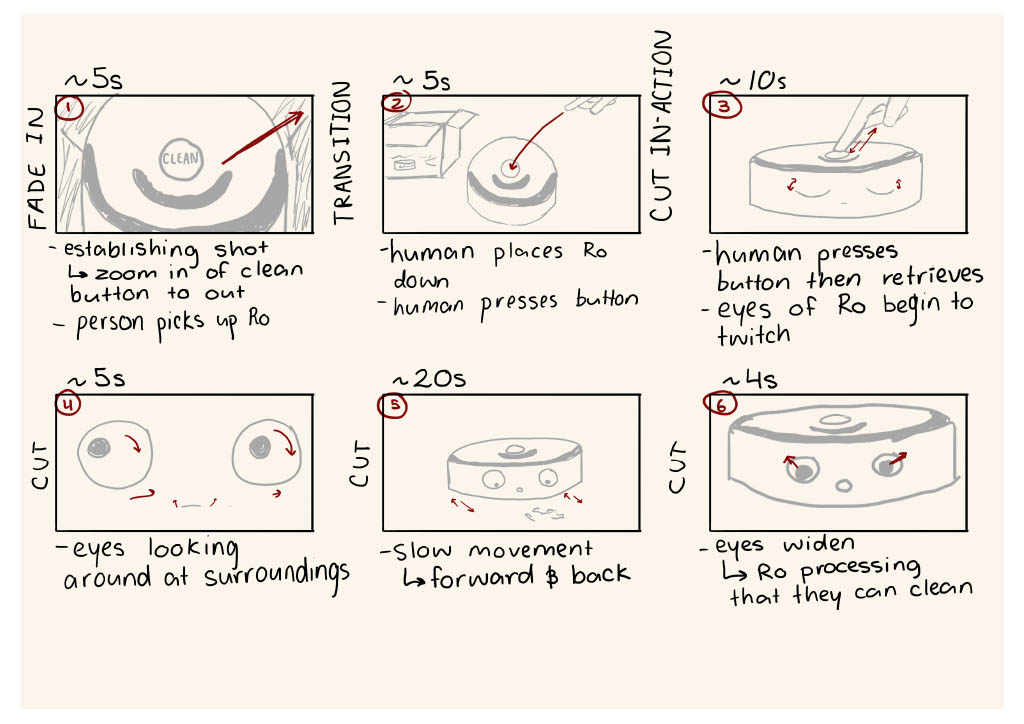 ~5s
FADE IN
1
CLEAN
- establishing shot
↳ zoom in of clean
button to out
- person picks up Ro
~5s
TRANSITION
2
- human places Ro
down
- human presses button
~10s
CUT IN-ACTION
3
- human presses
button then retrieves
- eyes of Ro begin to
twitch
~5s
CUT
4
- eyes looking
around at surroundings
~20s
CUT
5
- slow movement
↳ forward & back
~4s
CUT
6
- eyes widen
↳ Ro processing
that they can clean